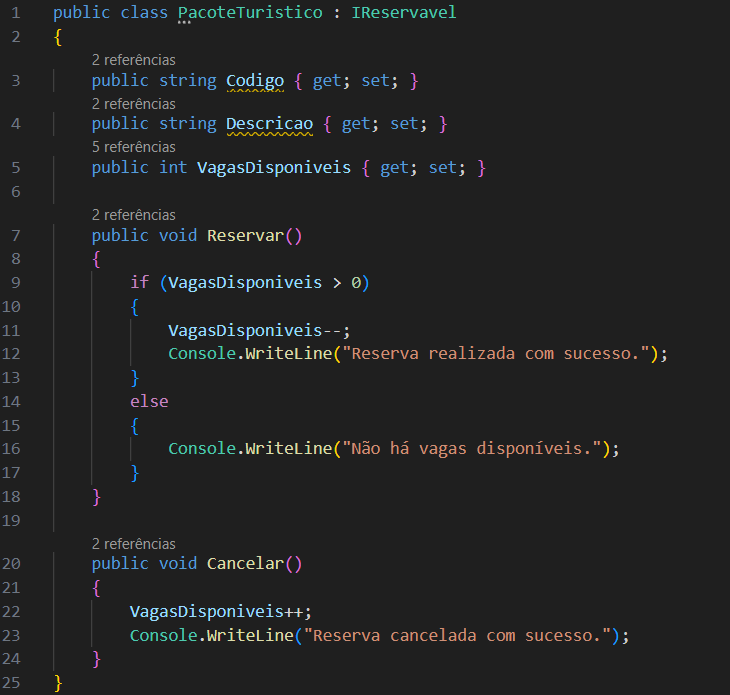 1 public class PacoteTuristico : IReservavel
2 {
2 referências
3 public string Codigo { get; set; }
2 referências
4 public string Descricao { get; set; }
5 referências
5 public int VagasDisponiveis { get; set; }
6
2 referências
7 public void Reservar()
8 {
9 if (VagasDisponiveis > 0)
10 {
11 VagasDisponiveis--;
12 Console.WriteLine("Reserva realizada com sucesso.");
13 }
14 else
15 {
16 Console.WriteLine("Não há vagas disponíveis.");
17 }
18 }
19
2 referências
20 public void Cancelar()
21 {
22 VagasDisponiveis++;
23 Console.WriteLine("Reserva cancelada com sucesso.");
24 }
25 }